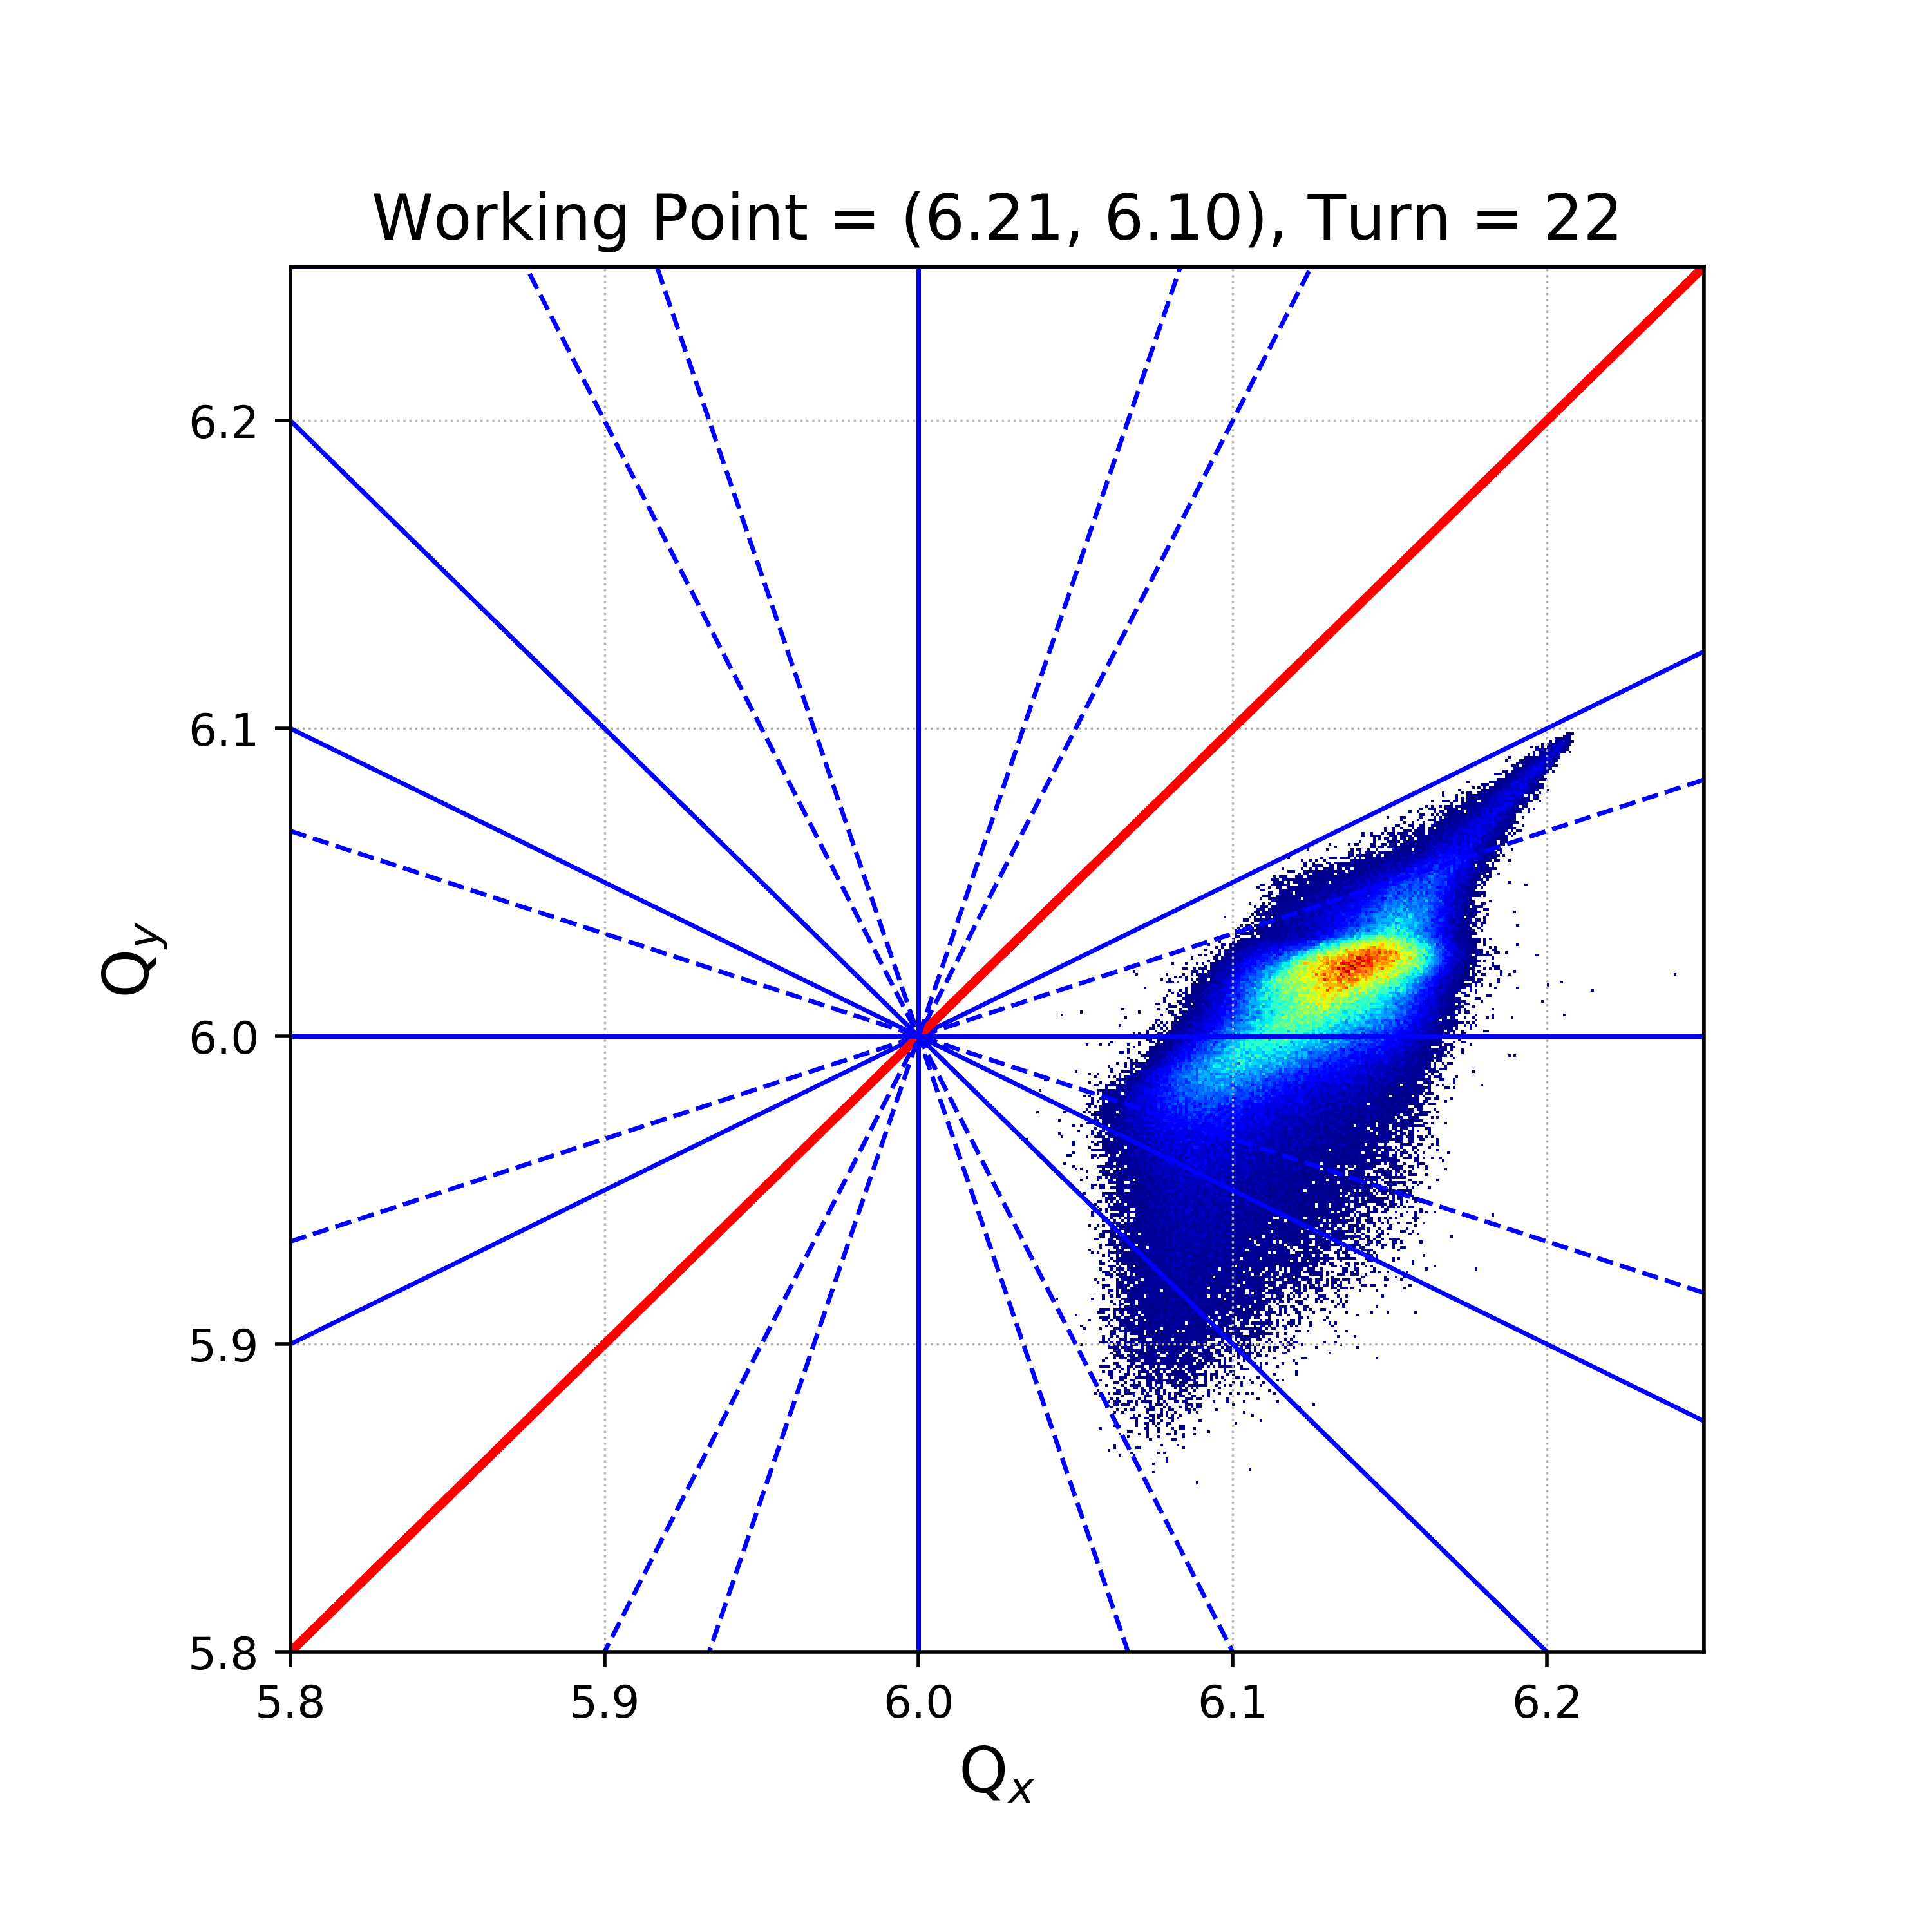 Working Point = (6.21, 6.10), Turn = 22
6.2
6.1
6.0
5.9
5.8
Qy
5.8 5.9 6.0 6.1 6.2
Qx